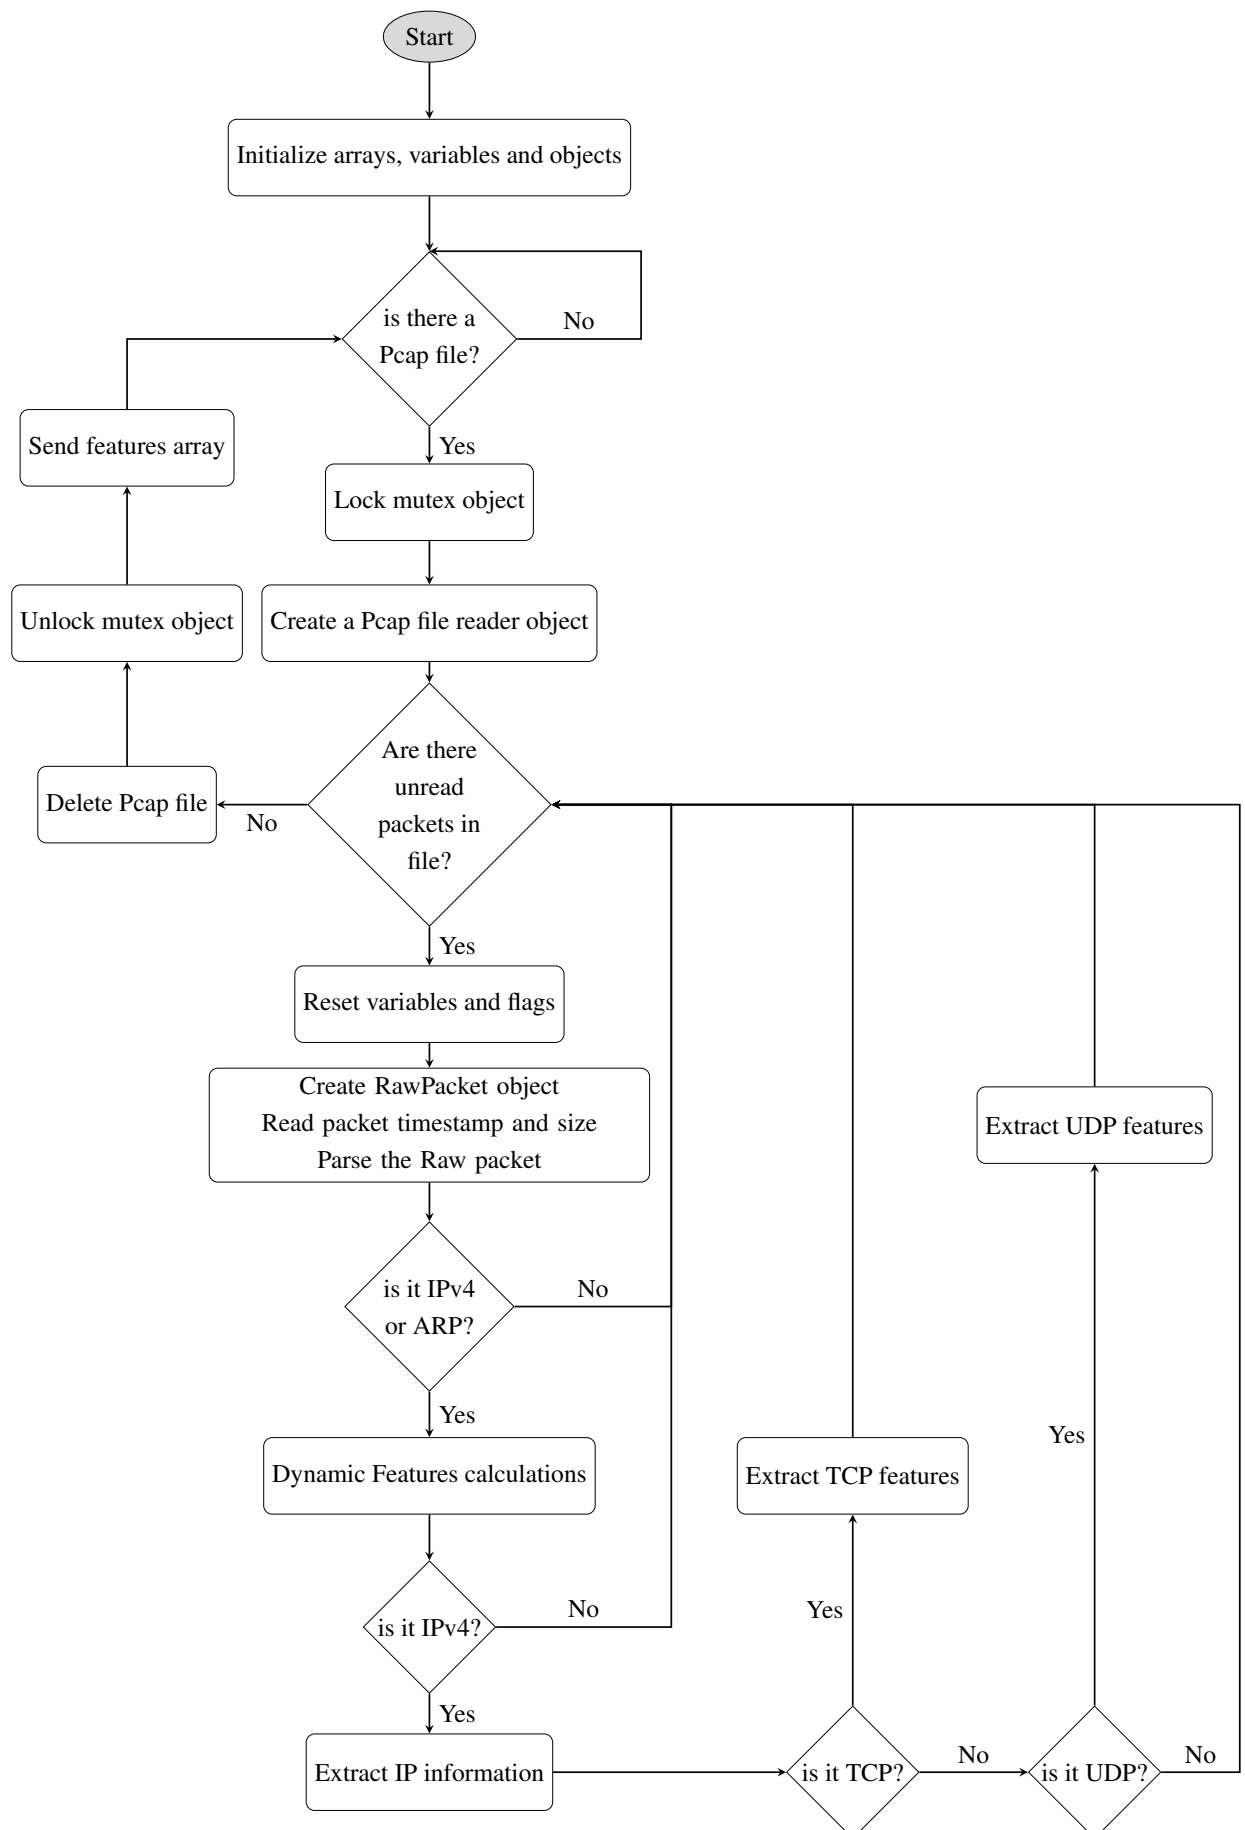 Start
Initialize arrays, variables and objects
is there a
Pcap file?
No
Yes
Send features array
Lock mutex object
Unlock mutex object
Create a Pcap file reader object
Are there
unread
packets in
file?
Delete Pcap file
No
Yes
Reset variables and flags
Create RawPacket object
Read packet timestamp and size
Parse the Raw packet
Extract UDP features
is it IPv4
or ARP?
No
Yes
Dynamic Features calculations
Extract TCP features
Yes
is it IPv4?
No
Yes
Yes
Extract IP information
is it TCP?
No
is it UDP?
No